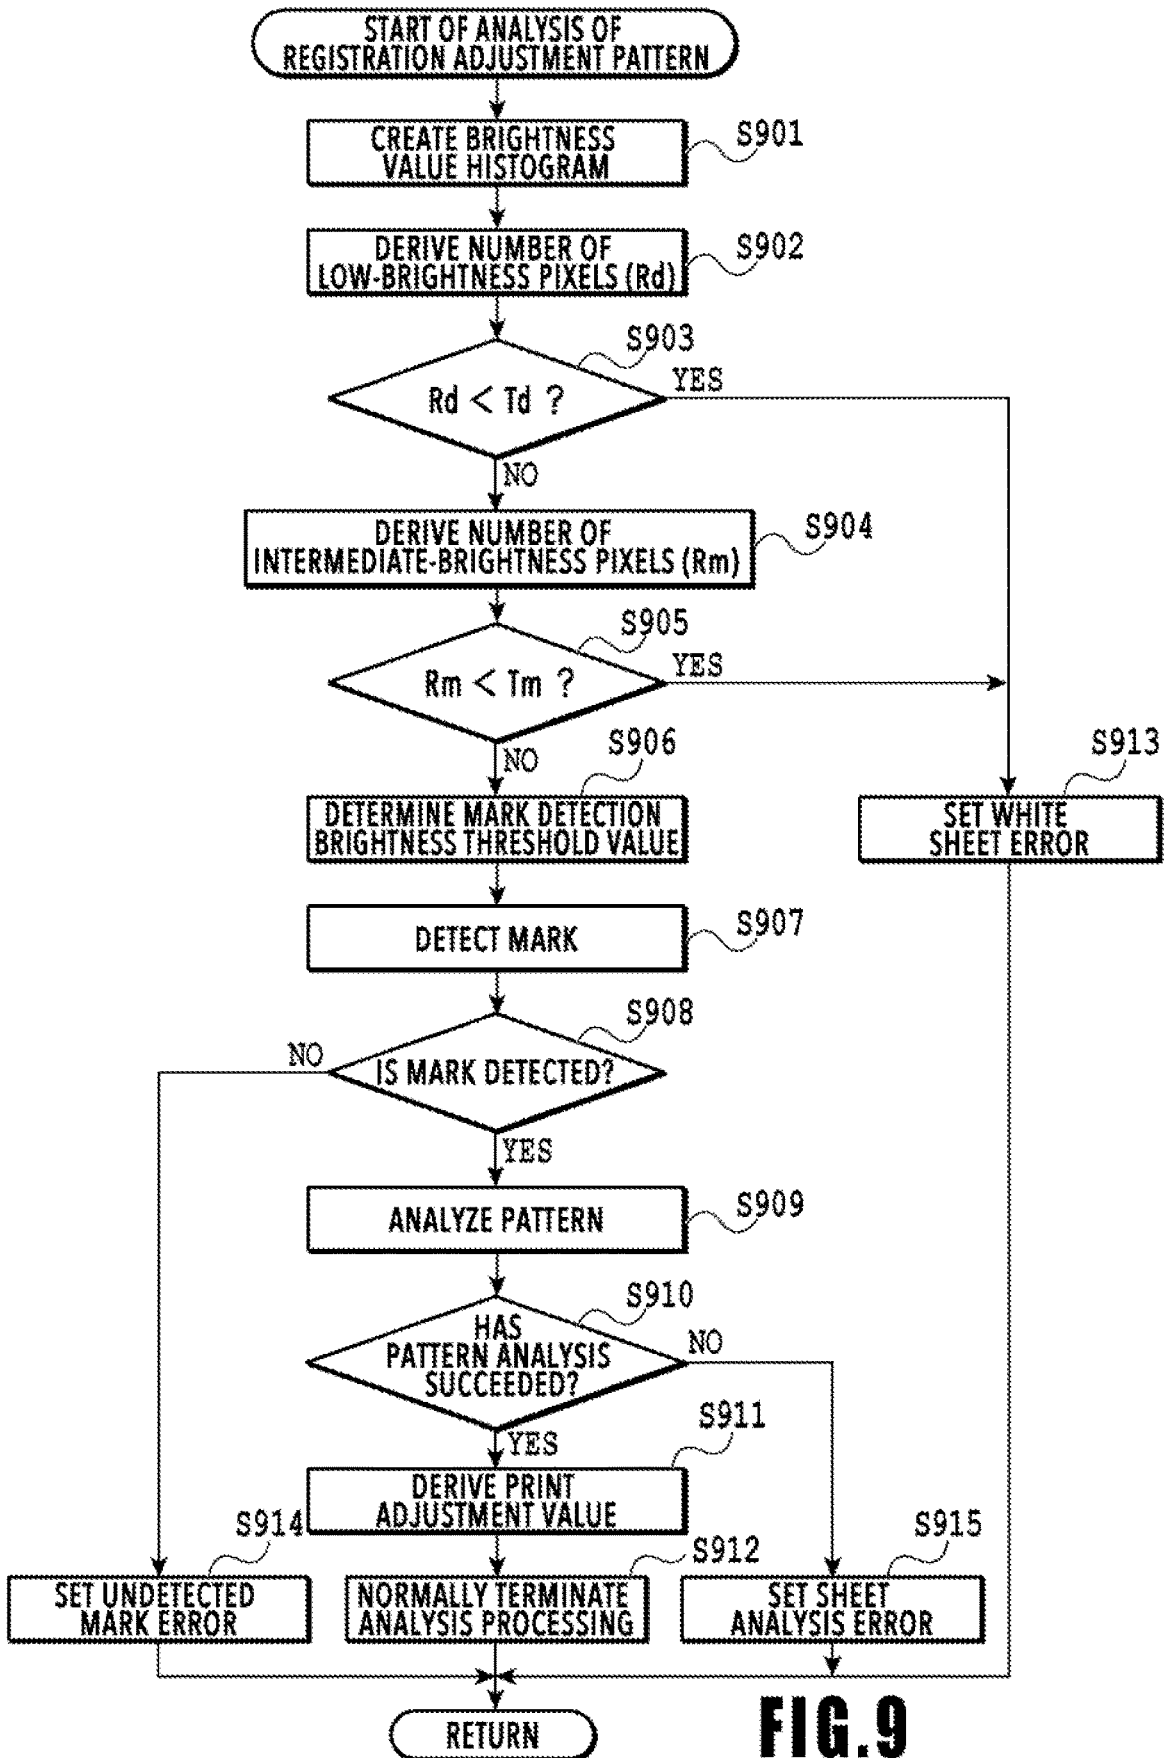 START OF ANALYSIS OF
REGISTRATION ADJUSTMENT PATTERN
CREATE BRIGHTNESS
VALUE HISTOGRAM
S901
DERIVE NUMBER OF
LOW-BRIGHTNESS PIXELS (Rd)
S902
S903
Rd < Td ?
YES
NO
DERIVE NUMBER OF
INTERMEDIATE-BRIGHTNESS PIXELS (Rm)
S904
S905
Rm < Tm ?
YES
NO
S906
DETERMINE MARK DETECTION
BRIGHTNESS THRESHOLD VALUE
S913
SET WHITE
SHEET ERROR
DETECT MARK
S907
S908
IS MARK DETECTED?
NO
YES
ANALYZE PATTERN
S909
S910
HAS
PATTERN ANALYSIS
SUCCEEDED?
NO
YES
S911
DERIVE PRINT
ADJUSTMENT VALUE
S914
SET UNDETECTED
MARK ERROR
S912
NORMALLY TERMINATE
ANALYSIS PROCESSING
S915
SET SHEET
ANALYSIS ERROR
RETURN
FIG.9